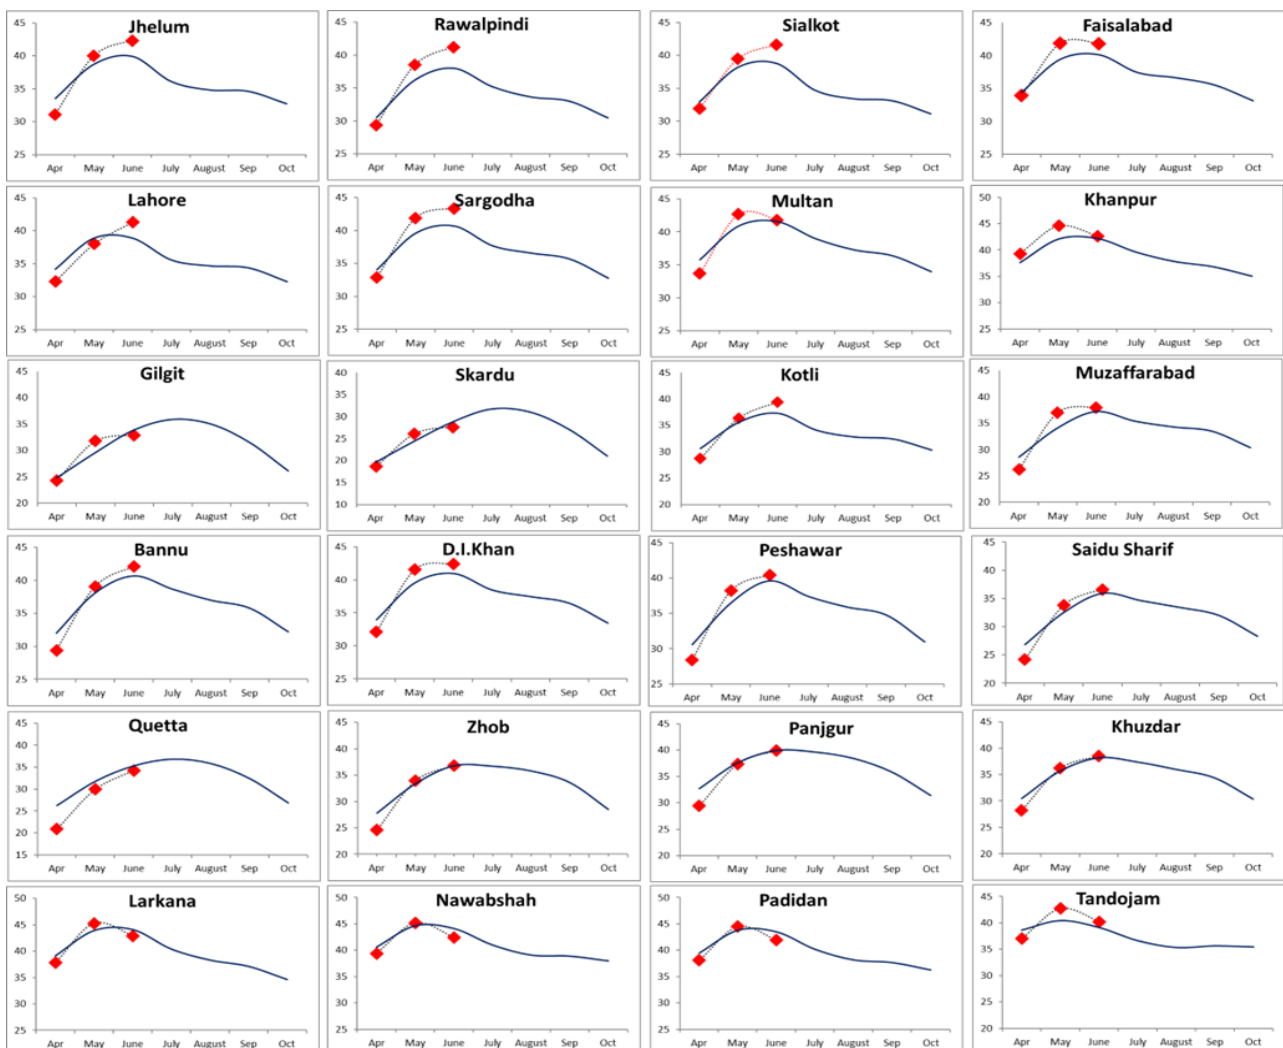 Jhelum
45
40
35
30
25
Apr May June July August Sep Oct
Rawalpindi
45
40
35
30
25
Apr May June July August Sep Oct
Sialkot
45
40
35
30
25
Apr May June July August Sep Oct
Faisalabad
45
40
35
30
25
Apr May June July August Sep Oct
Lahore
45
40
35
30
25
Apr May June July August Sep Oct
Sargodha
45
40
35
30
25
Apr May June July August Sep Oct
Multan
45
40
35
30
25
Apr May June July August Sep Oct
Khanpur
50
45
40
35
30
25
Apr May June July August Sep Oct
Gilgit
45
40
35
30
25
20
Apr May June July August Sep Oct
Skardu
40
35
30
25
20
15
10
Apr May June July August Sep Oct
Kotli
45
40
35
30
25
20
Apr May June July August Sep Oct
Muzaffarabad
45
40
35
30
25
20
Apr May June July August Sep Oct
Bannu
45
40
35
30
25
Apr May June July August Sep Oct
D.I.Khan
45
40
35
30
25
Apr May June July August Sep Oct
Peshawar
45
40
35
30
25
Apr May June July August Sep Oct
Saidu Sharif
45
40
35
30
25
20
Apr May June July August Sep Oct
Quetta
45
40
35
30
25
20
15
Apr May June July August Sep Oct
Zhob
45
40
35
30
25
20
Apr May June July August Sep Oct
Panjgur
45
40
35
30
25
20
Apr May June July August Sep Oct
Khuzdar
45
40
35
30
25
20
Apr May June July August Sep Oct
Larkana
50
45
40
35
30
25
Apr May June July August Sep Oct
Nawabshah
50
45
40
35
30
25
Apr May June July August Sep Oct
Padidan
50
45
40
35
30
25
Apr May June July August Sep Oct
Tandojam
45
40
35
30
25
20
Apr May June July August Sep Oct